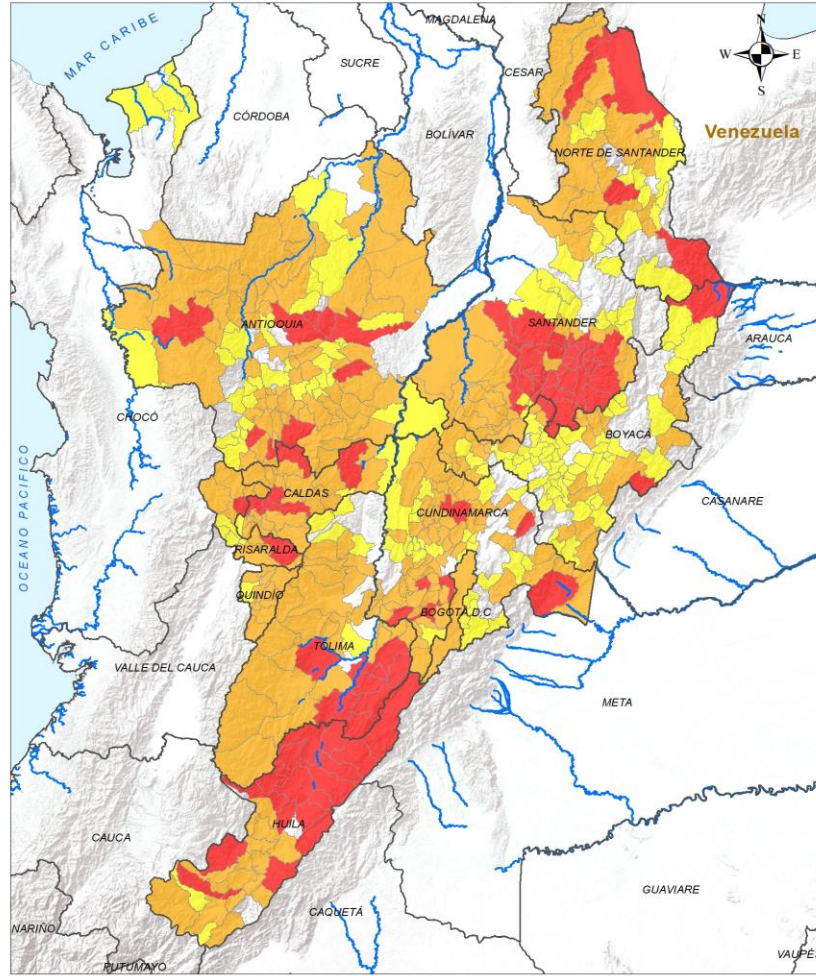 MAGDALENA
MAR CARIBE
SUCRE
CESAR
N
W
E
S
CÓRDOBA
BOLÍVAR
Venezuela
NORTE DE SANTANDER
ANTIOQUIA
SANTANDER
ARAUCA
CHOCÓ
BOYACÁ
OCEANO PACIFICO
CALDAS
CUNDINAMARCA
CASANARE
RISARALDA
QUINDÍO
BOGOTÁ, D.C.
TOLIMA
VALLE DEL CAUCA
META
HUILA
CAUCA
GUAVIARE
CAQUETÁ
NARIÑO
VAUPÉS
PUTUMAYO